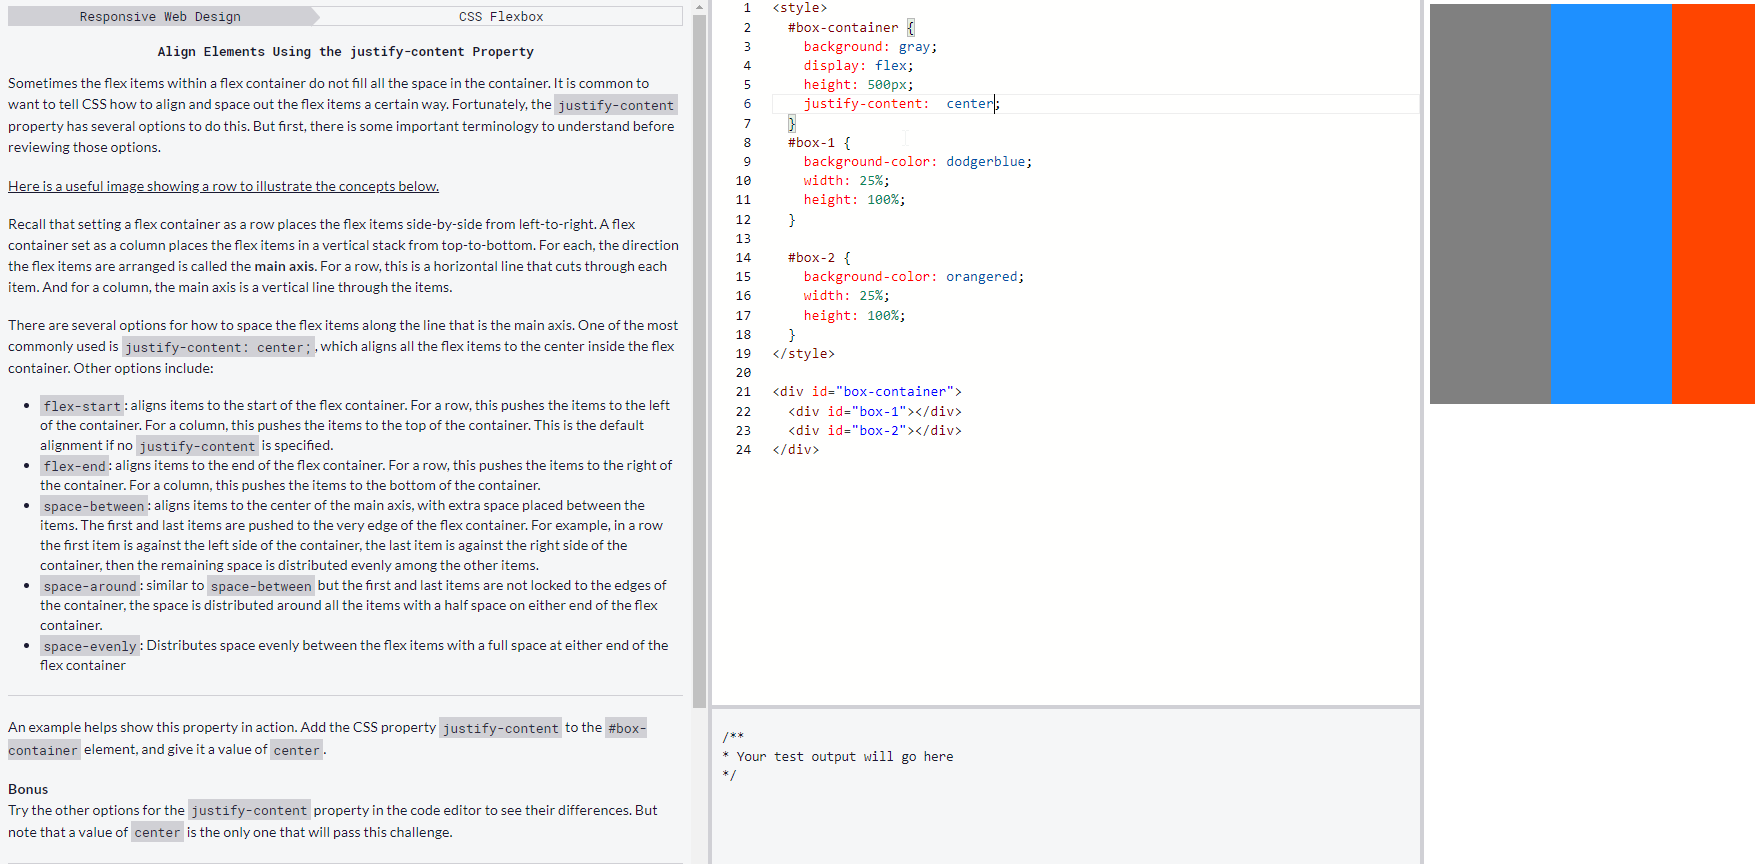 Responsive Web Design
CSS Flexbox
Align Elements Using the justify-content Property
Sometimes the flex items within a flex container do not fill all the space in the container. It is common to
want to tell CSS how to align and space out the flex items a certain way. Fortunately, the justify-content
property has several options to do this. But first, there is some important terminology to understand before
reviewing those options.
Here is a useful image showing a row to illustrate the concepts below.
Recall that setting a flex container as a row places the flex items side-by-side from left-to-right. A flex
container set as a column places the flex items in a vertical stack from top-to-bottom. For each, the direction
the flex items are arranged is called the main axis. For a row, this is a horizontal line that cuts through each
item. And for a column, the main axis is a vertical line through the items.
There are several options for how to space the flex items along the line that is the main axis. One of the most
commonly used is justify-content: center;, which aligns all the flex items to the center inside the flex
container. Other options include:
• flex-start: aligns items to the start of the flex container. For a row, this pushes the items to the left
of the container. For a column, this pushes the items to the top of the container. This is the default
alignment if no justify-content is specified.
• flex-end: aligns items to the end of the flex container. For a row, this pushes the items to the right of
the container. For a column, this pushes the items to the bottom of the container.
• space-between: aligns items to the center of the main axis, with extra space placed between the
items. The first and last items are pushed to the very edge of the flex container. For example, in a row
the first item is against the left side of the container, the last item is against the right side of the
container, then the remaining space is distributed evenly among the other items.
• space-around: similar to space-between but the first and last items are not locked to the edges of
the container, the space is distributed around all the items with a half space on either end of the flex
container.
• space-evenly: Distributes space evenly between the flex items with a full space at either end of the
flex container
An example helps show this property in action. Add the CSS property justify-content to the #box-
container element, and give it a value of center.
Bonus
Try the other options for the justify-content property in the code editor to see their differences. But
note that a value of center is the only one that will pass this challenge.
1 <style>
2 #box-container {
3 background: gray;
4 display: flex;
5 height: 500px;
6 justify-content:  center;
7 }
8 #box-1 {
9 background-color: dodgerblue;
10 width: 25%;
11 height: 100%;
12 }
13
14 #box-2 {
15 background-color: orangered;
16 width: 25%;
17 height: 100%;
18 }
19 </style>
20
21 <div id="box-container">
22 <div id="box-1"></div>
23 <div id="box-2"></div>
24 </div>
/**
* Your test output will go here
*/